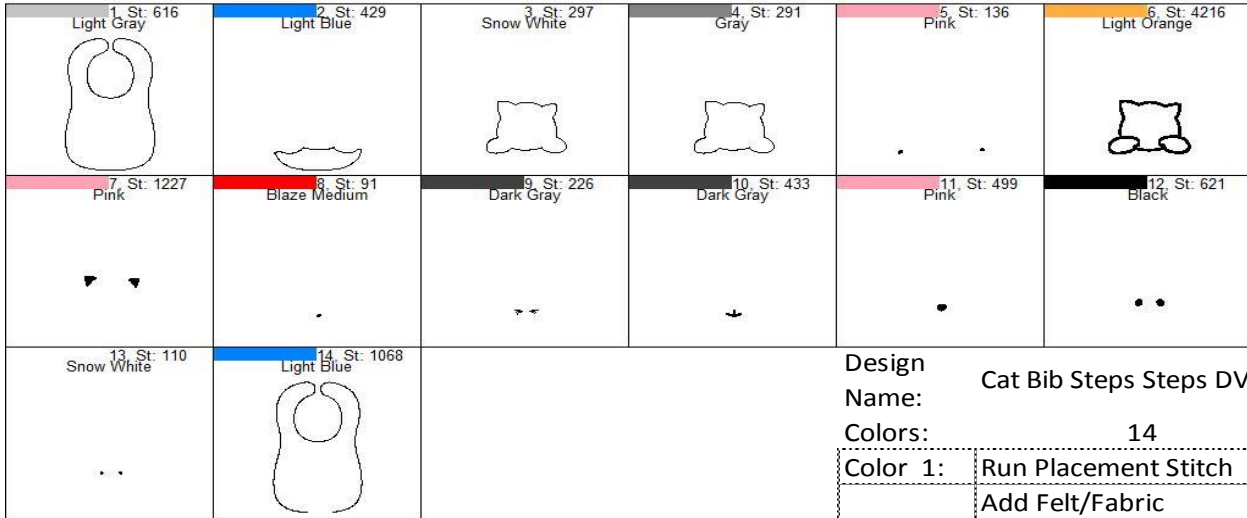 1, St: 616
Light Gray
2, St: 429
Light Blue
3, St: 297
Snow White
4, St: 291
Gray
5, St: 136
Pink
6, St: 4216
Light Orange
7, St: 1227
Pink
8, St: 91
Blaze Medium
9, St: 226
Dark Gray
10, St: 433
Dark Gray
11, St: 499
Pink
12, St: 621
Black
13, St: 110
Snow White
14, St: 1068
Light Blue
Design Name: Cat Bib Steps Steps DV
Colors: 14
Color 1: Run Placement Stitch
Add Felt/Fabric